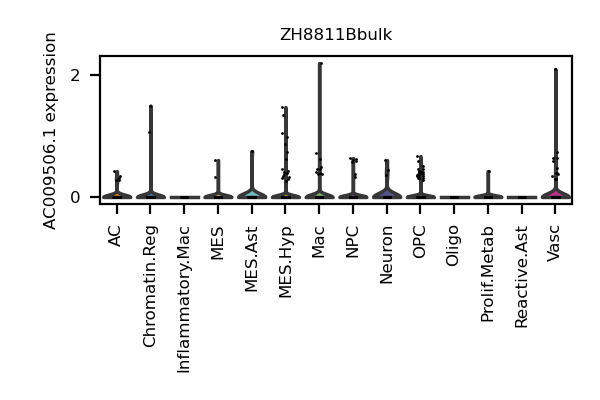 ZH8811Bbulk
AC009506.1 expression
2
0
AC
Chromatin.Reg
Inflammatory.Mac
MES
MES.Ast
MES.Hyp
Mac
NPC
Neuron
OPC
Oligo
Prolif.Metab
Reactive.Ast
Vasc